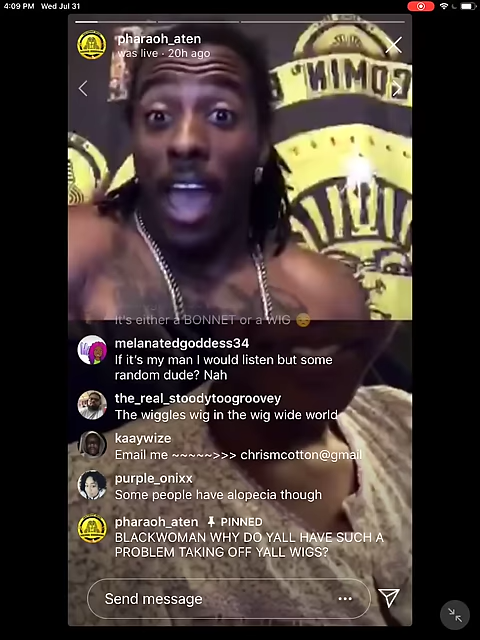 4:09 PM Wed Jul 31
pharaoh_aten
was live · 20h ago
COMIN'
It's either a BONNET or a WIG 😔
melanatedgoddess34
If it's my man I would listen but some
random dude? Nah
the_real_stoodytoogroovey
The wiggles wig in the wig wide world
kaaywize
Email me ~~~~~>>> chrismcotton@gmail
purple_onixx
Some people have alopecia though
pharaoh_aten PINNED
BLACKWOMAN WHY DO YALL HAVE SUCH A
PROBLEM TAKING OFF YALL WIGS?
Send message